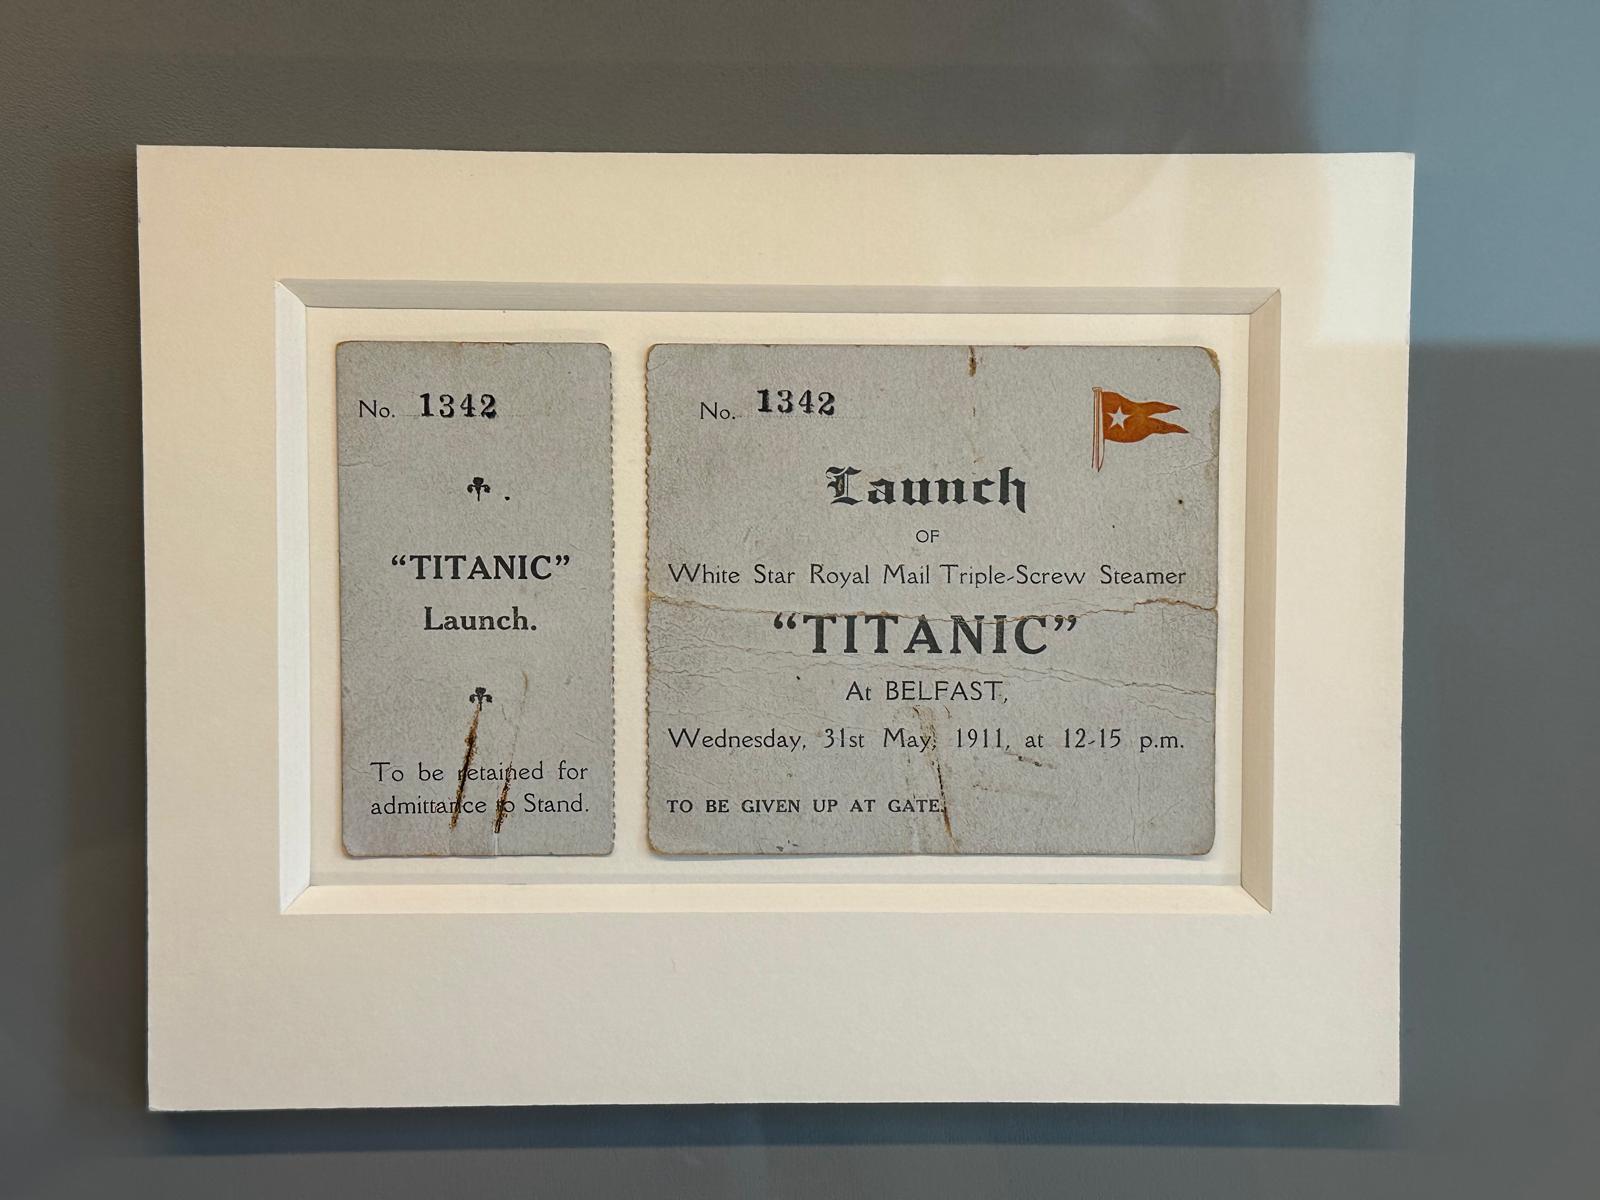 No. 1342
“TITANIC”
Launch.
To be retained for
admittance to Stand.
No. 1342
Launch
OF
White Star Royal Mail Triple-Screw Steamer
“TITANIC”
At BELFAST,
Wednesday, 31st May, 1911, at 12-15 p.m.
TO BE GIVEN UP AT GATE.